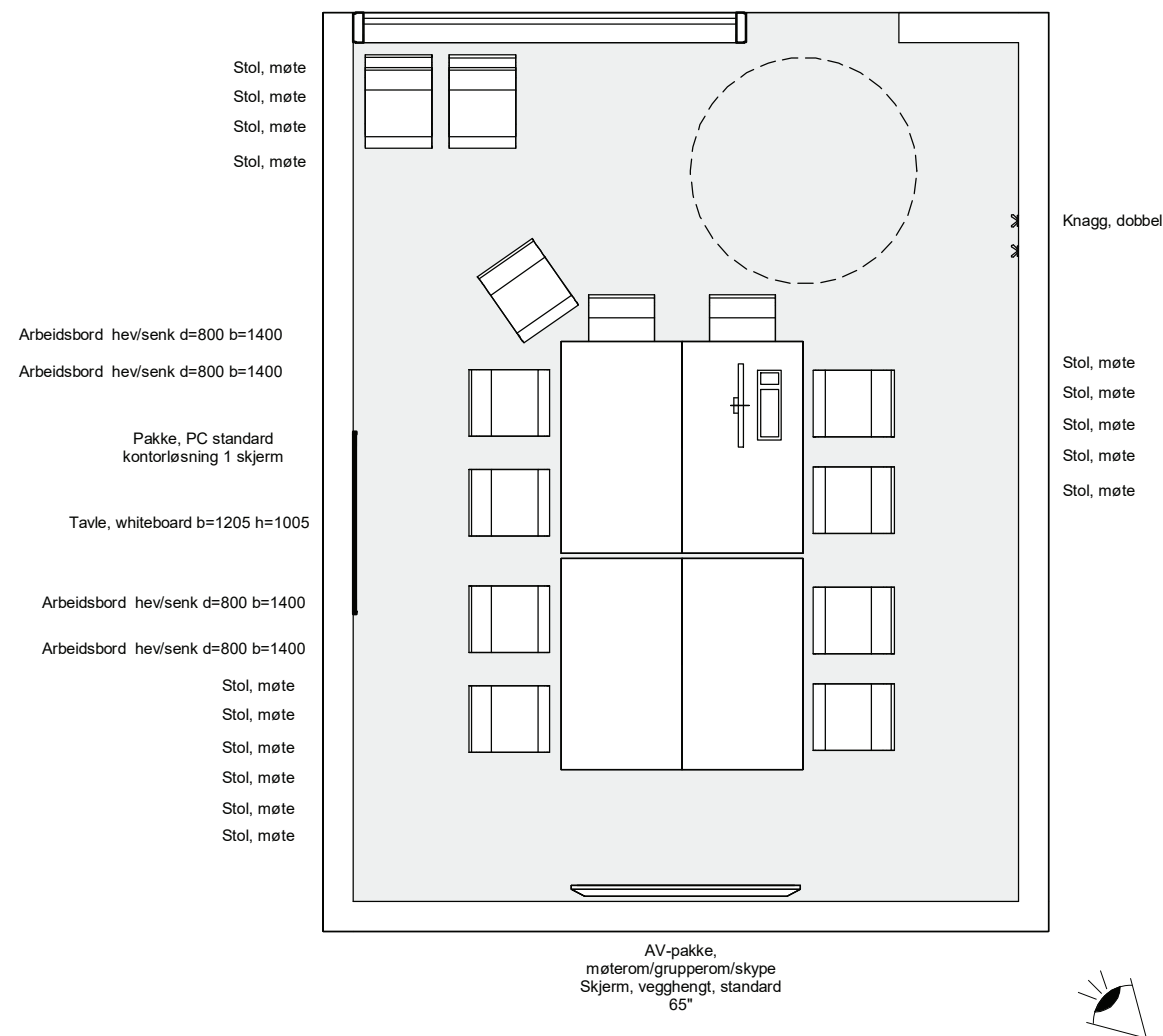 Stol, møte
Stol, møte
Stol, møte
Stol, møte
Knagg, dobbel
Arbeidsbord  hev/senk d=800 b=1400
Arbeidsbord  hev/senk d=800 b=1400
Pakke, PC standard
kontorløsning 1 skjerm
Tavle, whiteboard b=1205 h=1005
Stol, møte
Stol, møte
Stol, møte
Stol, møte
Stol, møte
Arbeidsbord  hev/senk d=800 b=1400
Arbeidsbord  hev/senk d=800 b=1400
Stol, møte
Stol, møte
Stol, møte
Stol, møte
Stol, møte
Stol, møte
AV-pakke,
møterom/grupperom/skype
Skjerm, vegghengt, standard
65"